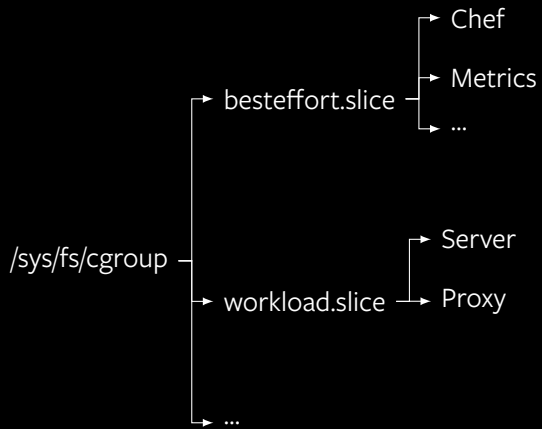 Chef
besteffort.slice
Metrics
...
/sys/fs/cgroup
Server
workload.slice
Proxy
...